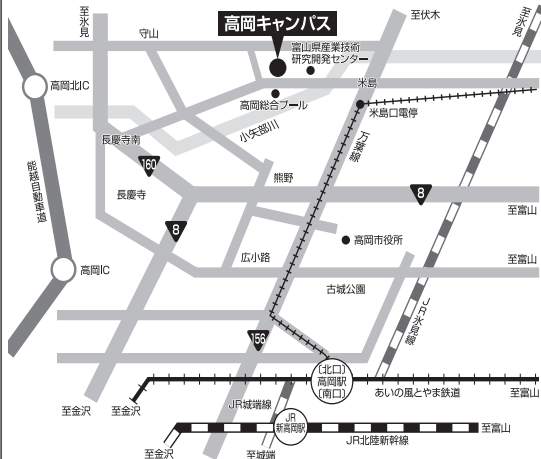 高岡キャンパス
至氷見
守山
至伏木
至氷見
富山県産業技術
研究開発センター
高岡北IC
米島
高岡総合プール
米島口電停
小矢部川
長慶寺南
万葉線
160
能越自動車道
熊野
長慶寺
8
8
至富山
高岡市役所
広小路
高岡IC
至富山
古城公園
JR氷見線
156
[北口]
高岡駅
[南口]
あいの風とやま鉄道
至富山
至金沢
至金沢
JR城端線
JR
新高岡駅
至富山
JR北陸新幹線
至金沢
至城端